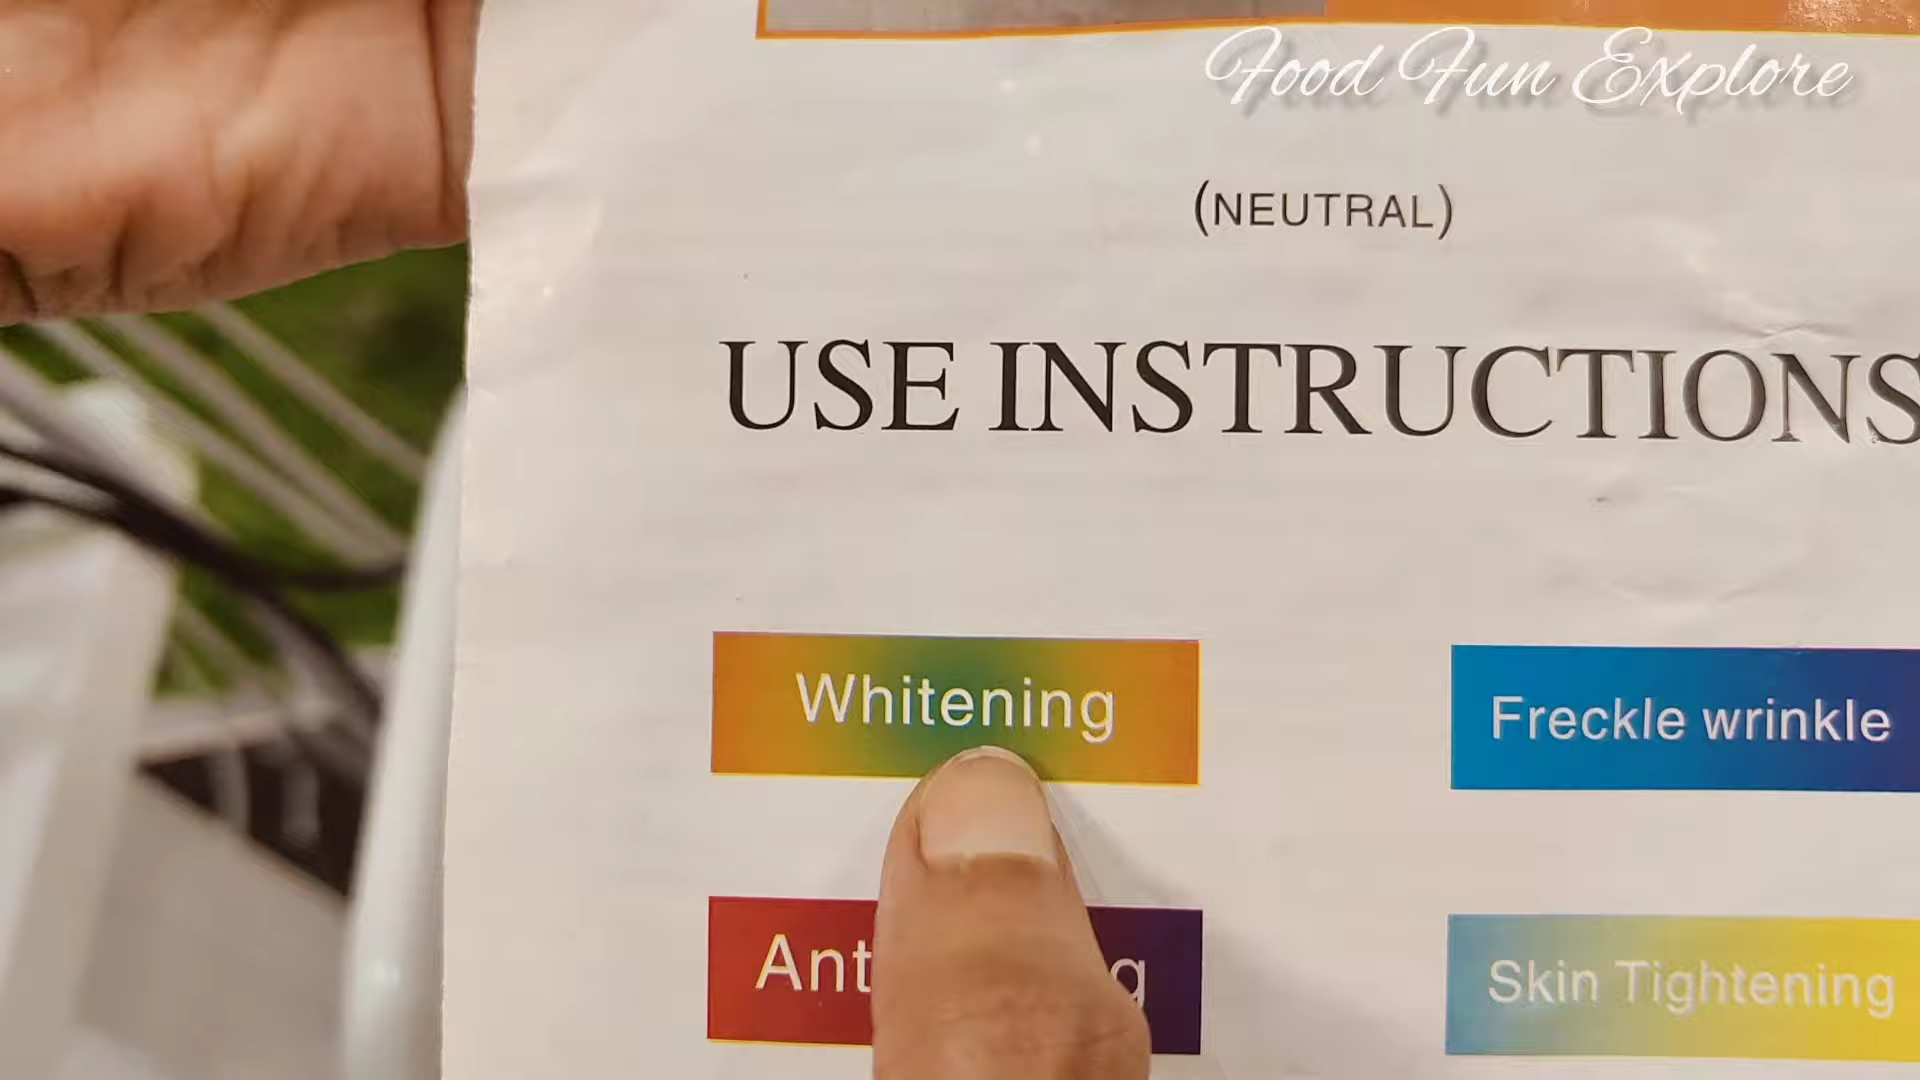 Food Fun Explore
(NEUTRAL)
USE INSTRUCTIONS
Whitening
Freckle wrinkle
Skin Tightening